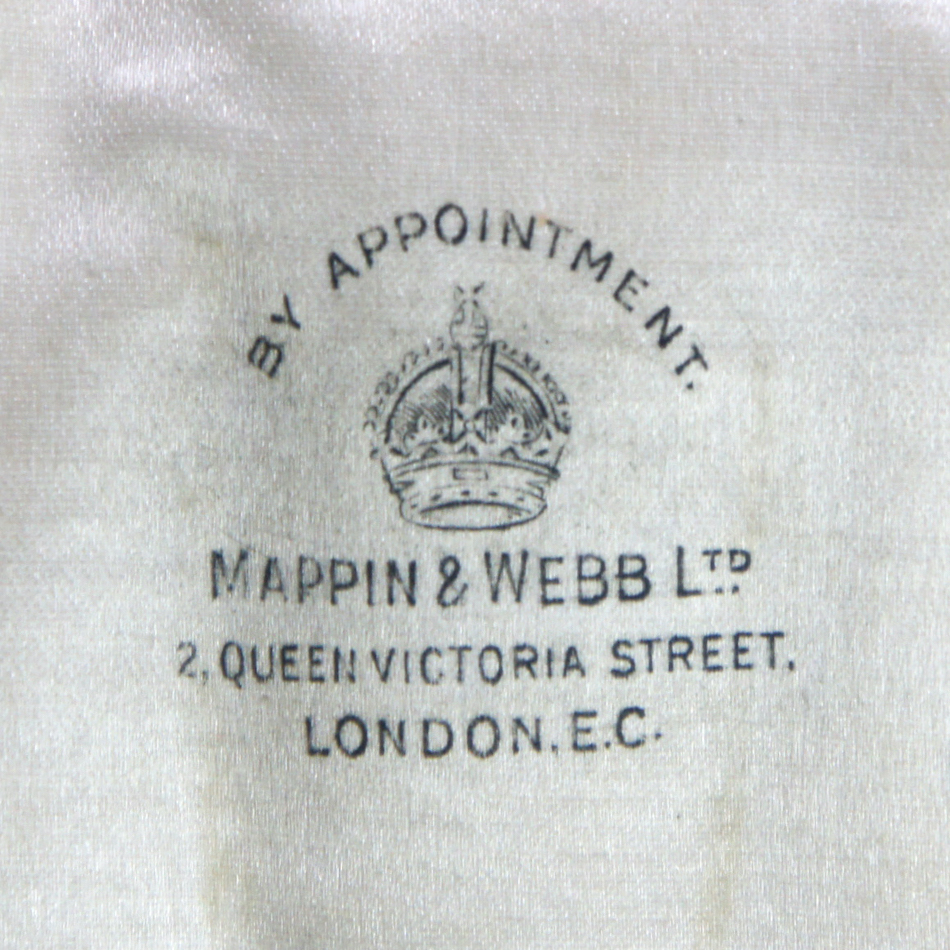 BY APPOINTMENT.
MAPPIN & WEBB LTD
2, QUEEN VICTORIA STREET.
LONDON. E.C.